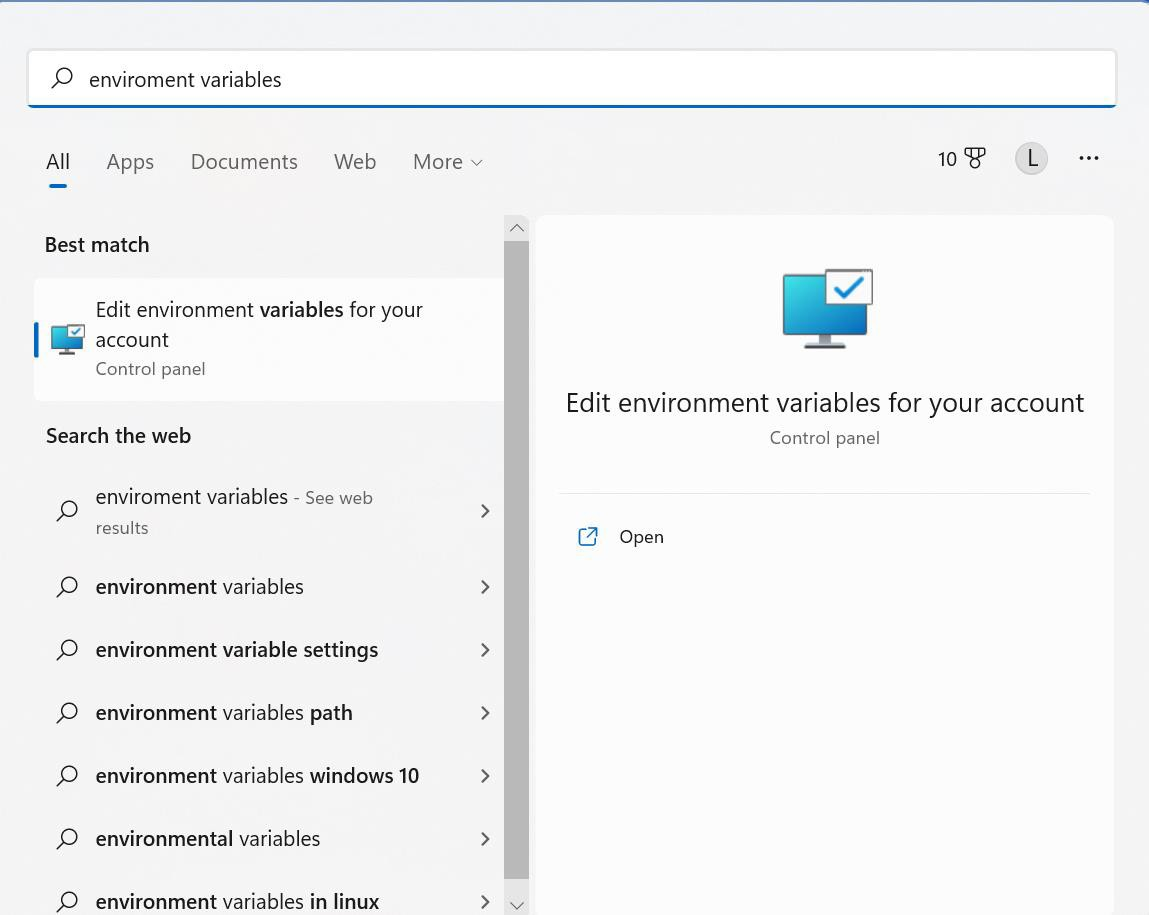 enviroment variables
All Apps Documents Web More 10 L
Best match
Edit environment variables for your
account
Control panel
Search the web
enviroment variables - See web
results
environment variables
environment variable settings
environment variables path
environment variables windows 10
environmental variables
environment variables in linux
Edit environment variables for your account
Control panel
Open